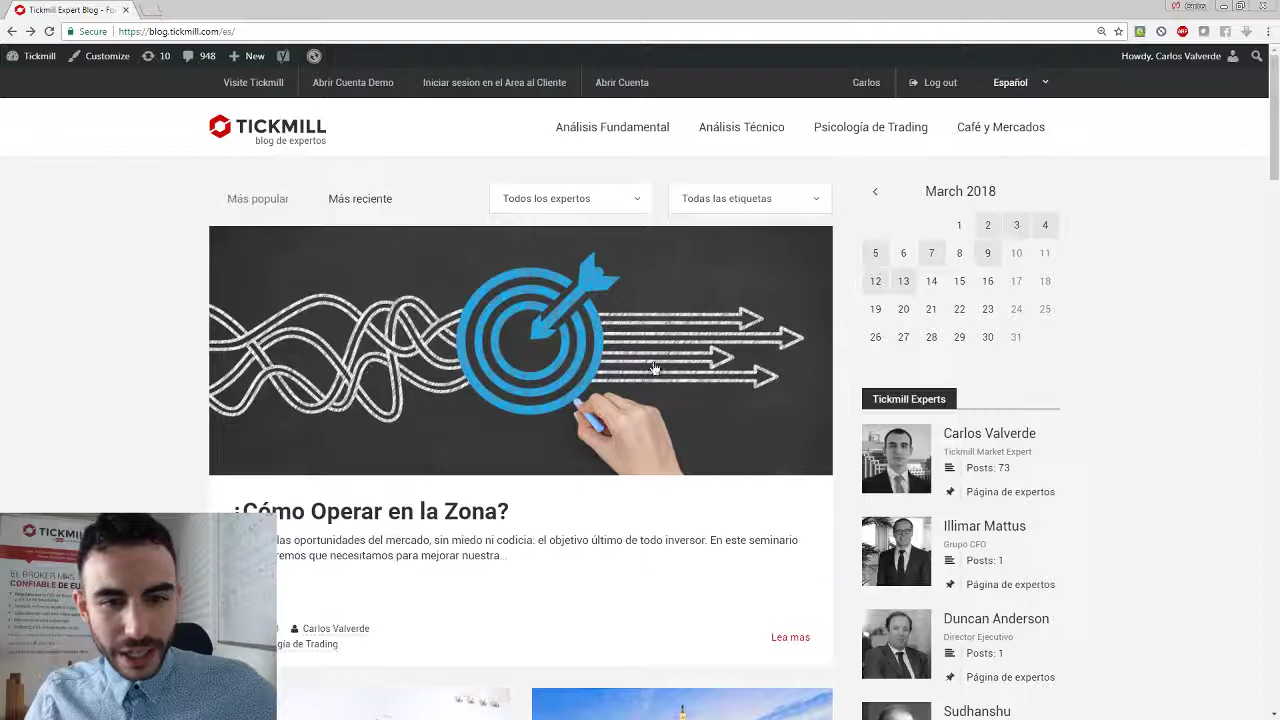 Tickmill Expert Blog - Fo
Secure
https://blog.tickmill.com/es/
Tickmill
Customize
10
948
New
Howdy, Carlos Valverde
Visite Tickmill
Abrir Cuenta Demo
Iniciar sesion en el Area al Cliente
Abrir Cuenta
Carlos
Log out
Español
TICKMILL
blog de expertos
Análisis Fundamental
Análisis Técnico
Psicología de Trading
Café y Mercados
Más popular
Más reciente
Todos los expertos
Todas las etiquetas
March 2018
1 2 3 4
5 6 7 8 9 10 11
12 13 14 15 16 17 18
19 20 21 22 23 24 25
26 27 28 29 30 31
¿Cómo Operar en la Zona?
las oportunidades del mercado, sin miedo ni codicia: el objetivo último de todo inversor. En este seminario
remos que necesitamos para mejorar nuestra...
Carlos Valverde
gía de Trading
Lea mas
Tickmill Experts
Carlos Valverde
Tickmill Market Expert
Posts: 73
Página de expertos
Illimar Mattus
Grupo CFO
Posts: 1
Página de expertos
Duncan Anderson
Director Ejecutivo
Posts: 1
Página de expertos
Sudhanshu
TICKM
EL BROKER MÁS
CONFIABLE DE EU